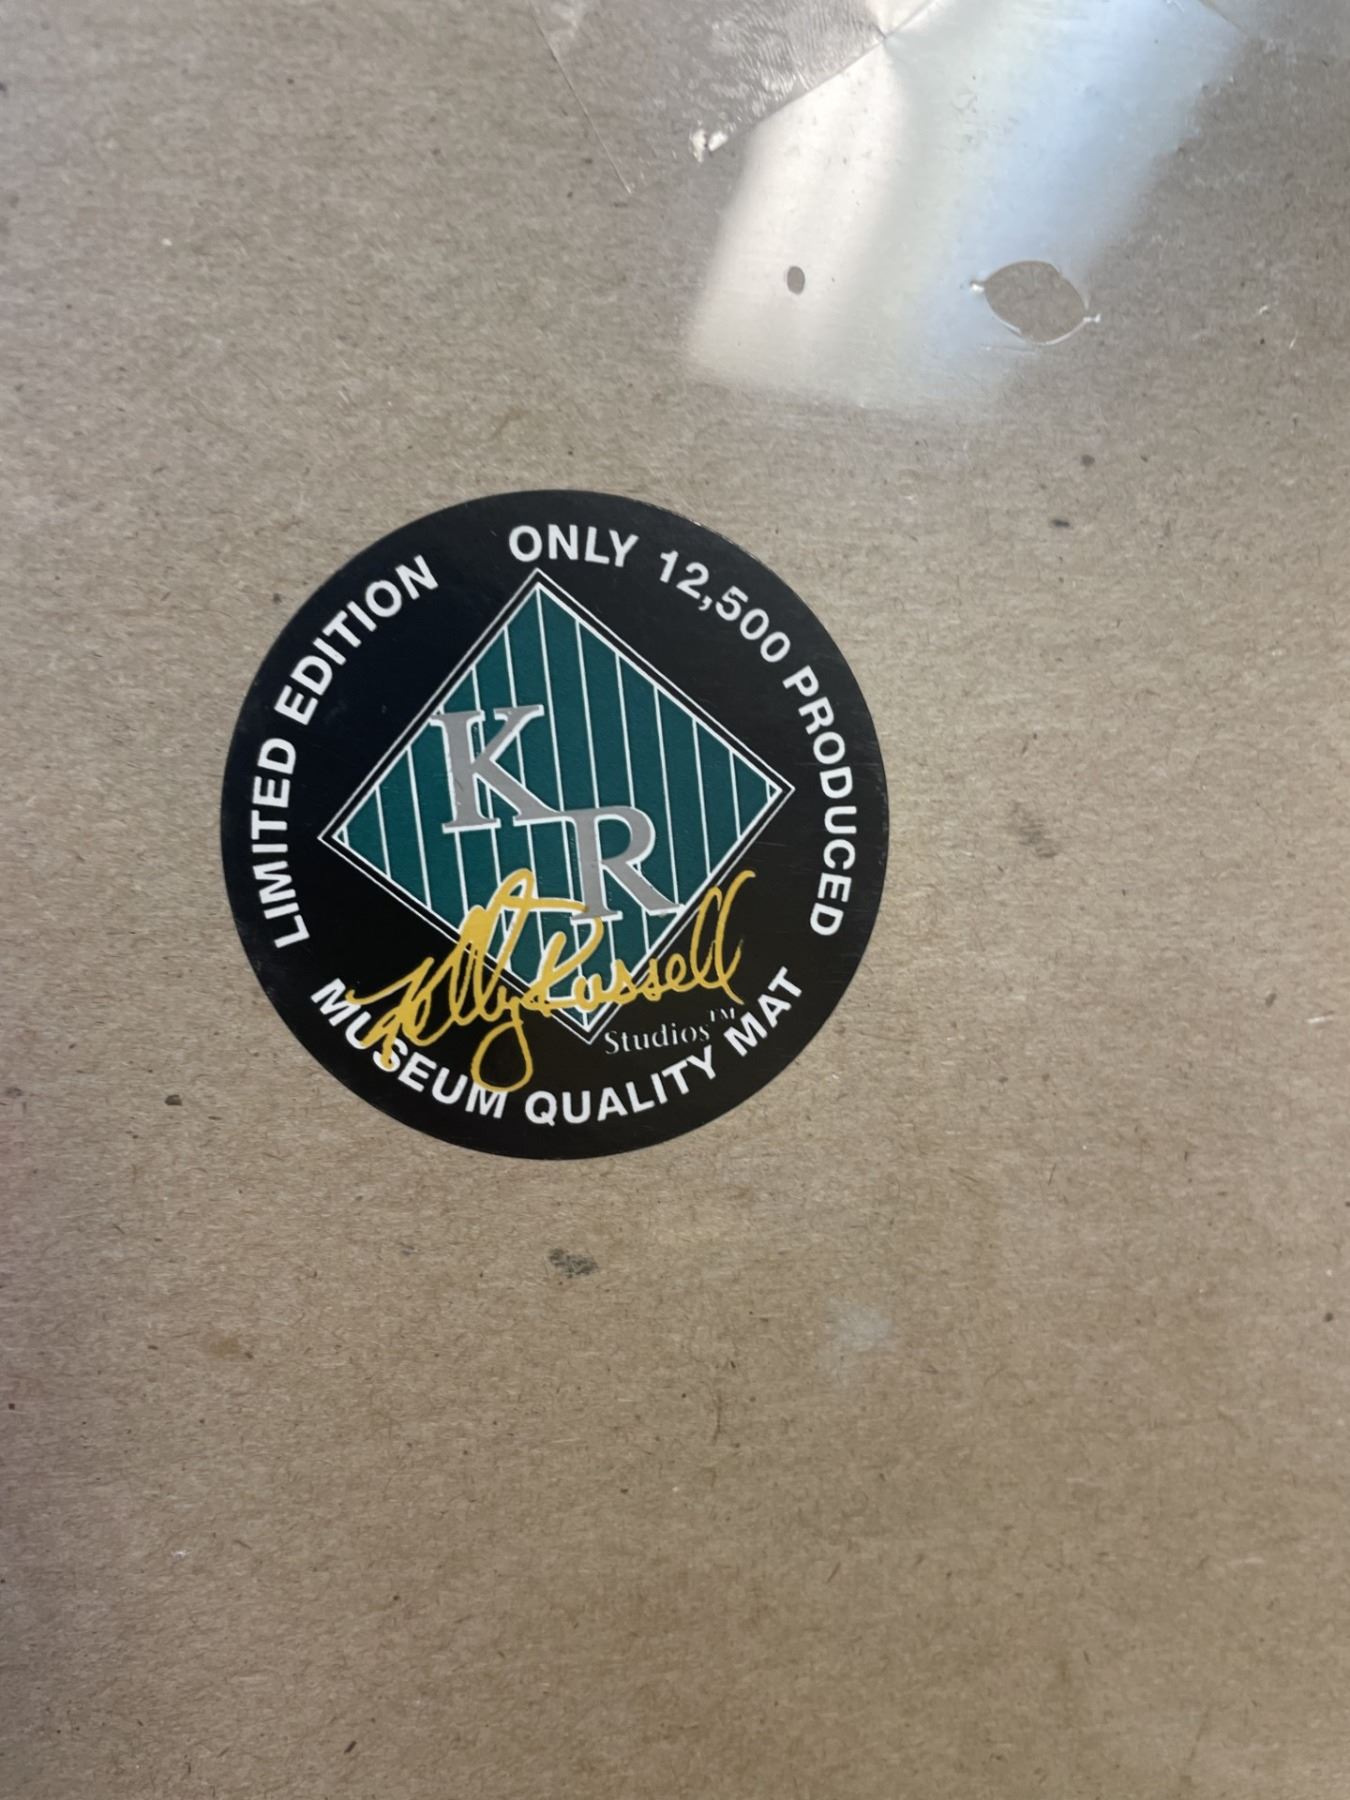 LIMITED EDITION ONLY 12,500 PRODUCED
KR
Kelly Russell
Studios™
MUSEUM QUALITY MAT